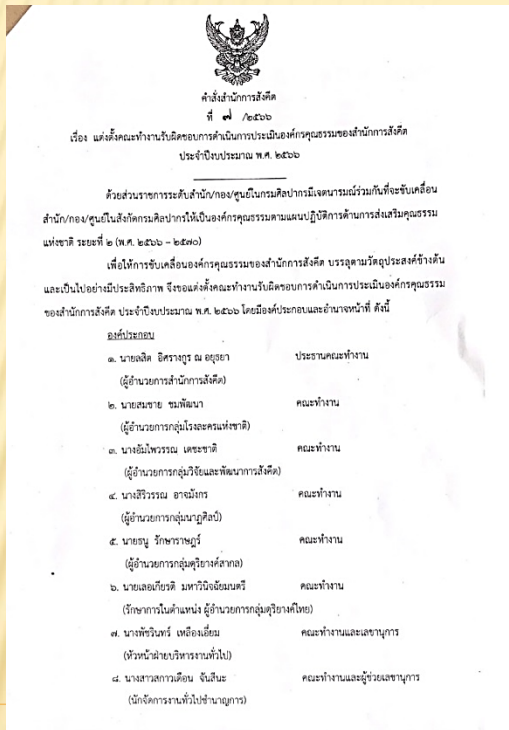 คำสั่งสำนักการสังคีต
ที่ ๗ /๒๕๖๖
เรื่อง แต่งตั้งคณะทำงานรับผิดชอบการดำเนินการประเมินองค์กรคุณธรรมของสำนักการสังคีต
ประจำปีงบประมาณ พ.ศ. ๒๕๖๖
ด้วยส่วนราชการระดับสำนัก/กอง/ศูนย์ในกรมศิลปากรมีเจตนารมณ์ร่วมกันที่จะขับเคลื่อน
สำนัก/กอง/ศูนย์ในสังกัดกรมศิลปากรให้เป็นองค์กรคุณธรรมตามแผนปฏิบัติการด้านการส่งเสริมคุณธรรม
แห่งชาติ ระยะที่ ๒ (พ.ศ. ๒๕๖๖ – ๒๕๗๐)
เพื่อให้การขับเคลื่อนองค์กรคุณธรรมของสำนักการสังคีต บรรลุตามวัตถุประสงค์ข้างต้น
และเป็นไปอย่างมีประสิทธิภาพ จึงขอแต่งตั้งคณะทำงานรับผิดชอบการดำเนินการประเมินองค์กรคุณธรรม
ของสำนักการสังคีต ประจำปีงบประมาณ พ.ศ. ๒๕๖๖ โดยมีองค์ประกอบและอำนาจหน้าที่ ดังนี้
องค์ประกอบ
๑. นายลสิต อิศรางกูร ณ อยุธยา ประธานคณะทำงาน
(ผู้อำนวยการสำนักการสังคีต)
๒. นายสมชาย ชมพัฒนา คณะทำงาน
(ผู้อำนวยการกลุ่มโรงละครแห่งชาติ)
๓. นางอัมไพวรรณ เดชะชาติ คณะทำงาน
(ผู้อำนวยการกลุ่มวิจัยและพัฒนาการสังคีต)
๔. นางสิริวรรณ อาจมังกร คณะทำงาน
(ผู้อำนวยการกลุ่มนาฏศิลป์)
๕. นายธนู รักษาราษฎร์ คณะทำงาน
(ผู้อำนวยการกลุ่มดุริยางค์สากล)
๖. นายเลอเกียรติ มหาวินิจฉัยมนตรี คณะทำงาน
(รักษาการในตำแหน่ง ผู้อำนวยการกลุ่มดุริยางค์ไทย)
๗. นางพัชรินทร์ เหลืองเอี่ยม คณะทำงานและเลขานุการ
(หัวหน้าฝ่ายบริหารงานทั่วไป)
๘. นางสาวสกาวเดือน จันสีนะ คณะทำงานและผู้ช่วยเลขานุการ
(นักจัดการงานทั่วไปชำนาญการ)